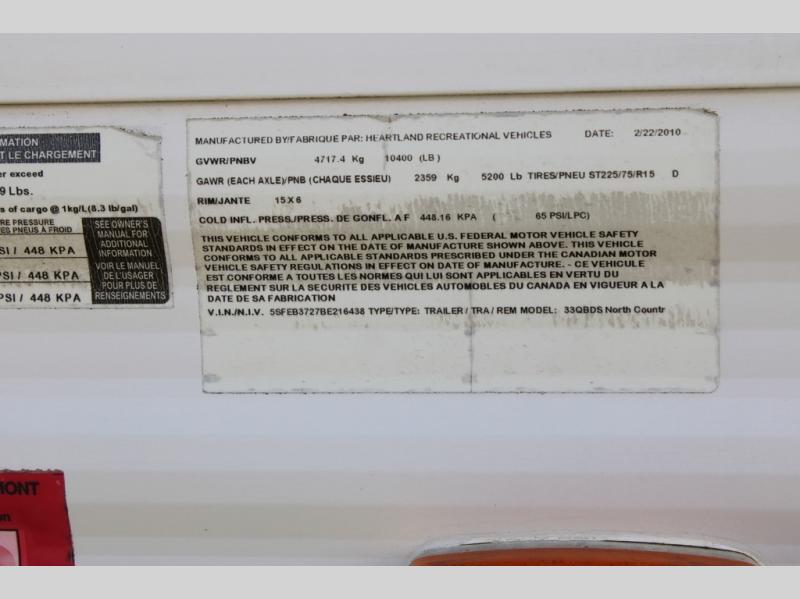 MATION
T LE CHARGEMENT
er exceed
9 Lbs.
s of cargo @ 1kg/L(8.3 lb/gal)
RE PRESSURE
ES PNEUS À FROID
SI / 448 KPA
PSI / 448 KPA
PSI / 448 KPA
SEE OWNER'S
MANUAL FOR
ADDITIONAL
INFORMATION
VOIR LE MANUEL
DE L'USAGER
POUR PLUS DE
RENSEIGNEMENTS
MANUFACTURED BY/FABRIQUE PAR: HEARTLAND RECREATIONAL VEHICLES DATE: 2/22/2010
GVWR/PNBV 4717.4 Kg 10400 (LB)
GAWR (EACH AXLE)/PNB (CHAQUE ESSIEU) 2359 Kg 5200 Lb TIRES/PNEU ST225/75/R15 D
RIM/JANTE 15 X 6
COLD INFL. PRESS/PRESS. DE GONFL. A F 448.16 KPA ( 65 PSI/LPC)
THIS VEHICLE CONFORMS TO ALL APPLICABLE U.S. FEDERAL MOTOR VEHICLE SAFETY
STANDARDS IN EFFECT ON THE DATE OF MANUFACTURE SHOWN ABOVE. THIS VEHICLE
CONFORMS TO ALL APPLICABLE STANDARDS PRESCRIBED UNDER THE CANADIAN MOTOR
VEHICLE SAFETY REGULATIONS IN EFFECT ON DATE OF MANUFACTURE. - CE VEHICULE
EST CONFORME A TOUTES LES NORMES QUI LUI SONT APPLICABLES EN VERTU DU
REGLEMENT SUR LA SECURITE DES VEHICLES AUTOMOBILES DU CANADA EN VIGUEUR A LA
DATE DE SA FABRICATION
V.I.N./N.I.V. 5SFEB3727BE216438 TYPE/TYPE: TRAILER / TRA / REM MODEL: 33QBDS North Countr
MONT
on